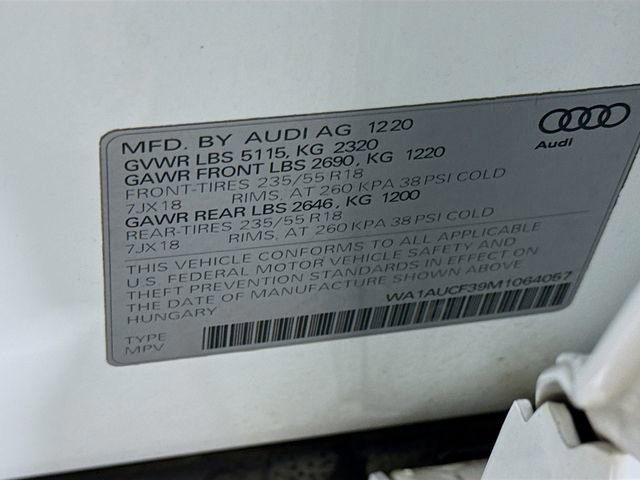 MFD. BY AUDI AG 1220
GVWR LBS 5115, KG 2320
GAWR FRONT LBS 2690, KG 1220
FRONT-TIRES 235/55 R18
7JX18 RIMS, AT 260 KPA 38 PSI COLD
GAWR REAR LBS 2646, KG 1200
REAR-TIRES 235/55 R18
7JX18 RIMS, AT 260 KPA 38 PSI COLD
THIS VEHICLE CONFORMS TO ALL APPLICABLE
U.S. FEDERAL MOTOR VEHICLE SAFETY AND
THEFT PREVENTION STANDARDS IN EFFECT ON
THE DATE OF MANUFACTURE SHOWN ABOVE
HUNGARY
WA1AUCF39M1064057
TYPE
MPV
Audi